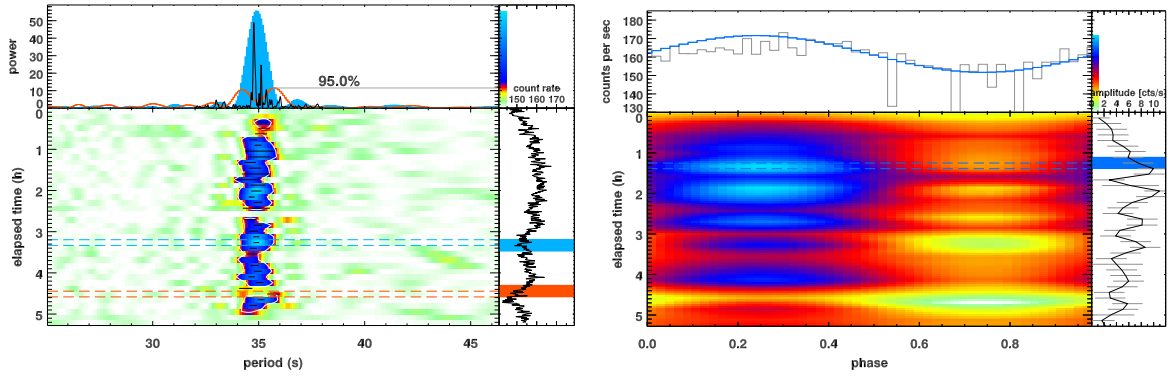 power
50
40
30
20
10
0
95.0%
count rate
150 160 170
0
1
2
3
4
5
elapsed time (h)
30 35 40 45
period (s)
counts per sec
180
170
160
150
140
130
amplitude [cts/s]
0 2 4 6 8 10
0
1
2
3
4
5
elapsed time (h)
0.0 0.2 0.4 0.6 0.8
phase